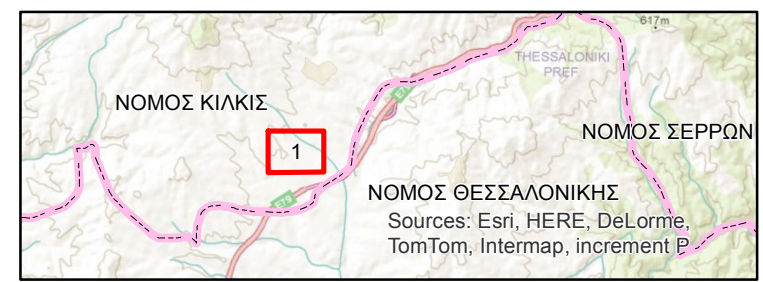 617m
THESSALONIKI
PREF.
ΝΟΜΟΣ ΚΙΛΚΙΣ
ΝΟΜΟΣ ΣΕΡΡΩΝ
1
ΝΟΜΟΣ ΘΕΣΣΑΛΟΝΙΚΗΣ
Sources: Esri, HERE, DeLorme,
TomTom, Intermap, increment P